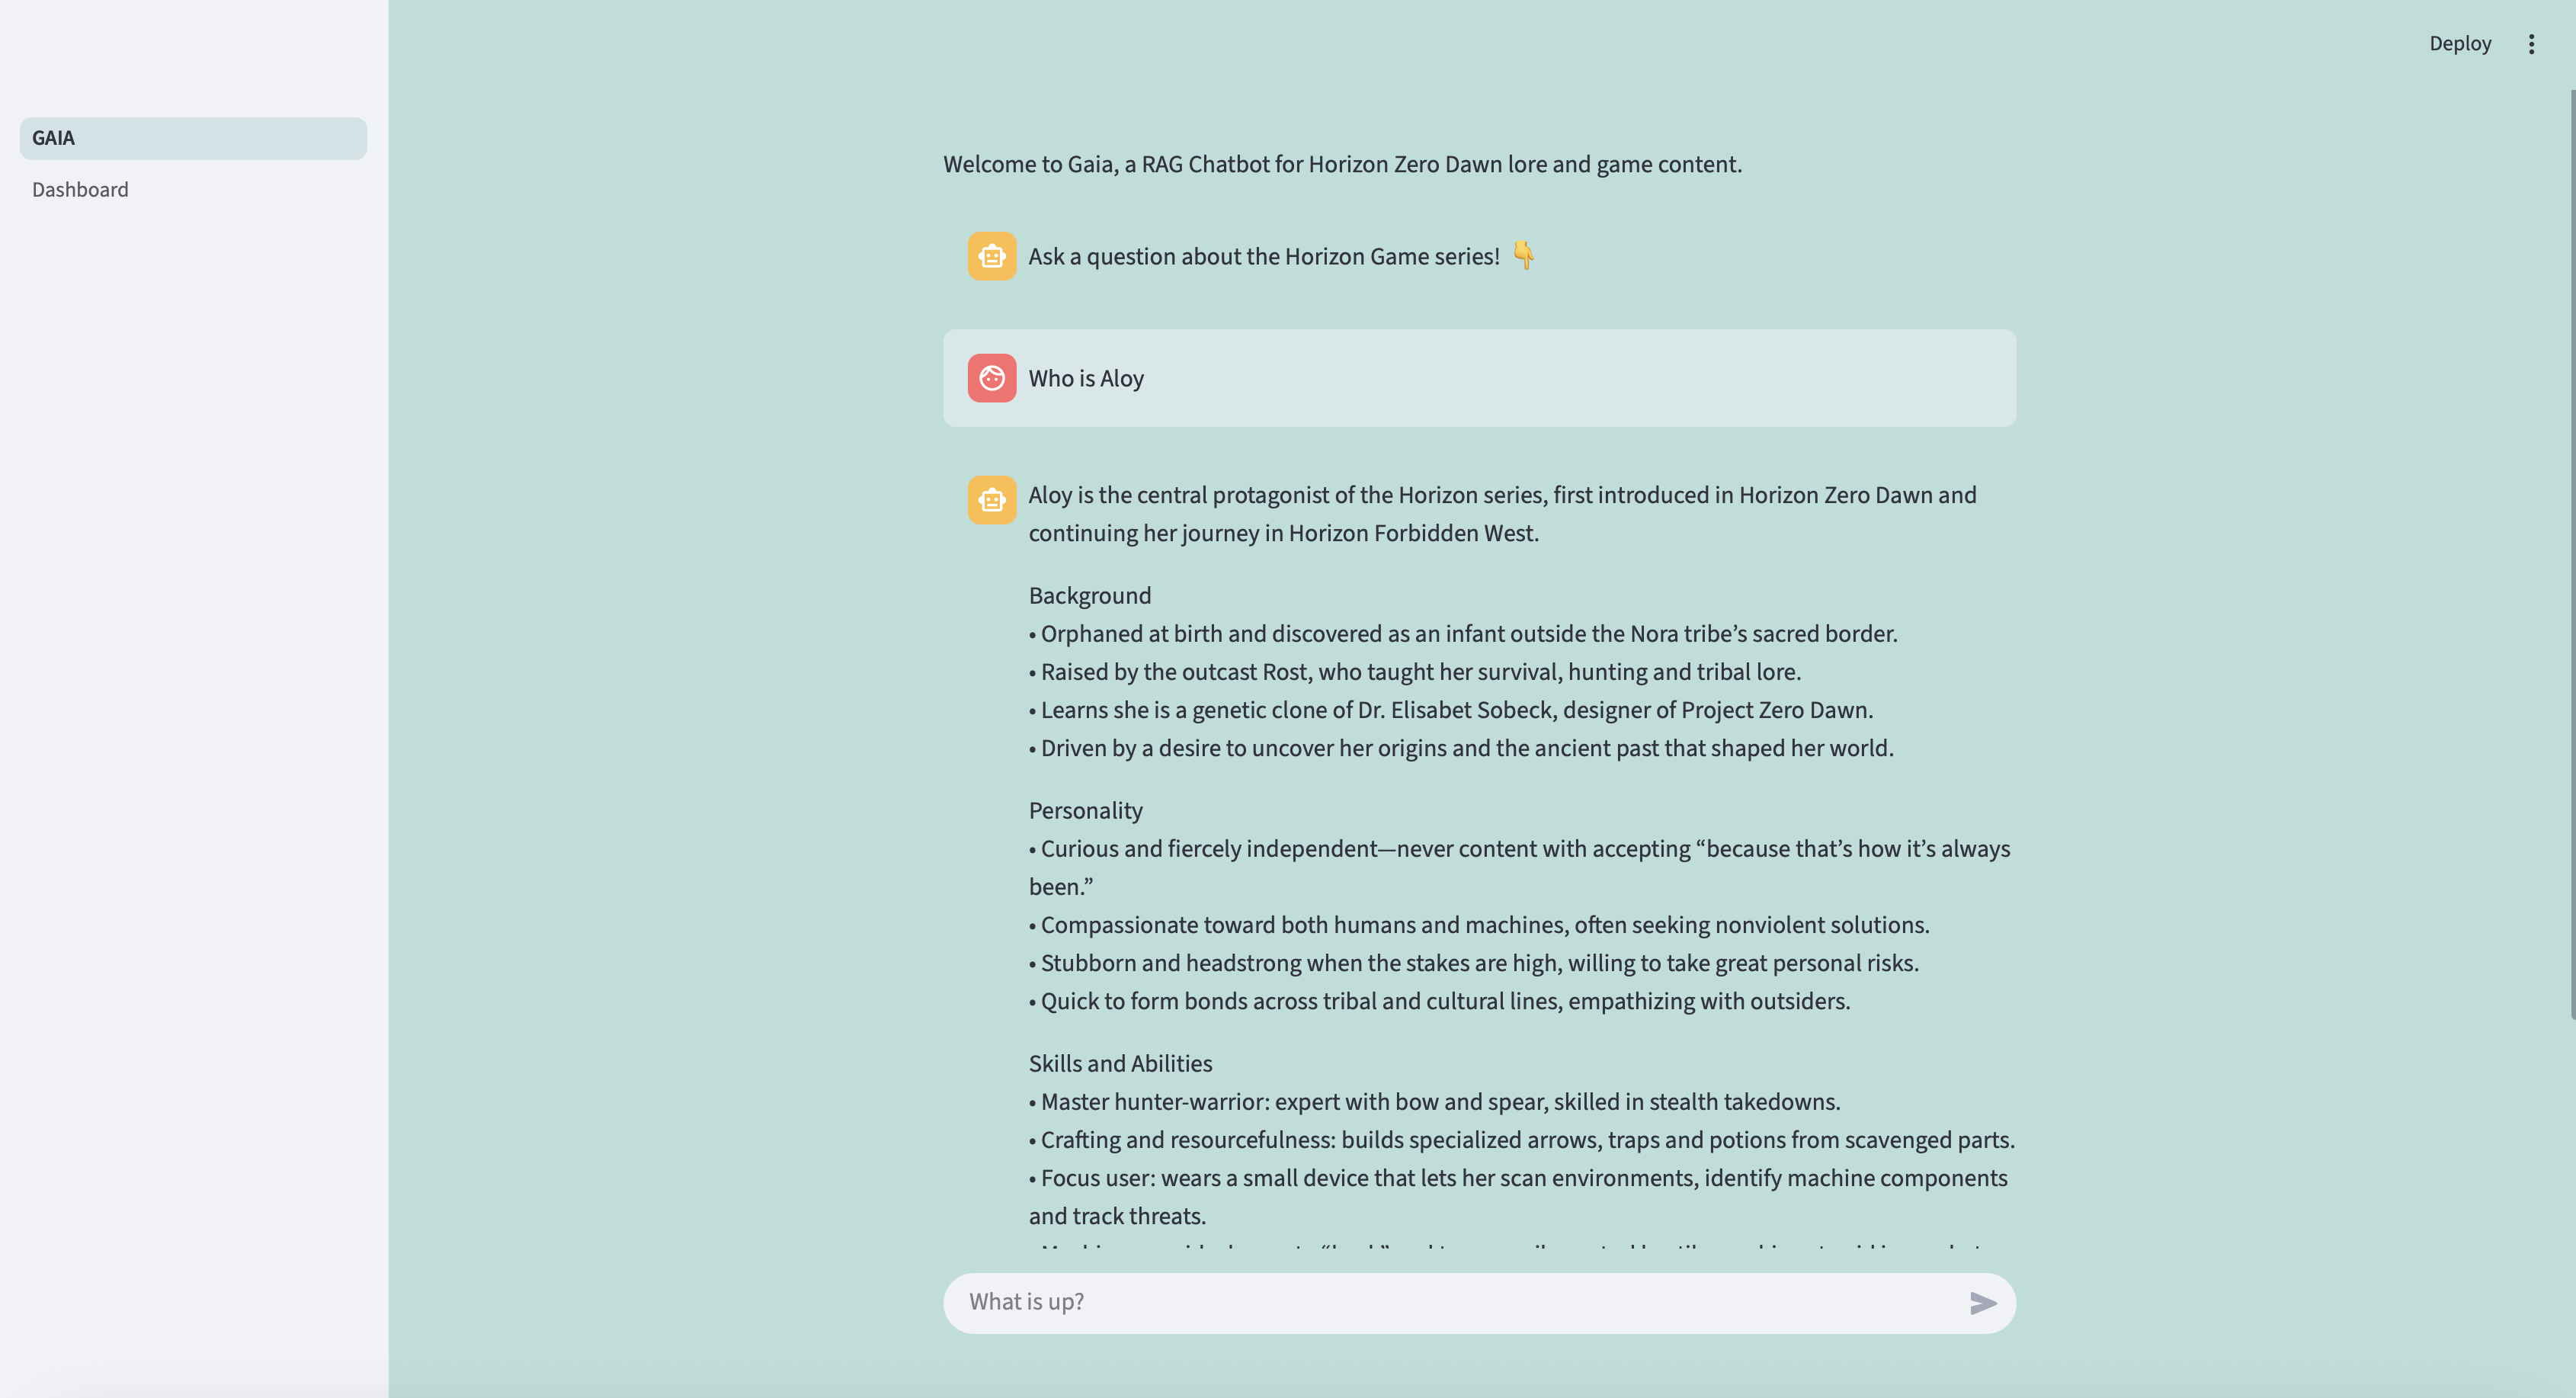 Deploy
GAIA
Dashboard
Welcome to Gaia, a RAG Chatbot for Horizon Zero Dawn lore and game content.
Ask a question about the Horizon Game series! 👇
Who is Aloy
Aloy is the central protagonist of the Horizon series, first introduced in Horizon Zero Dawn and
continuing her journey in Horizon Forbidden West.
Background
• Orphaned at birth and discovered as an infant outside the Nora tribe’s sacred border.
• Raised by the outcast Rost, who taught her survival, hunting and tribal lore.
• Learns she is a genetic clone of Dr. Elisabet Sobeck, designer of Project Zero Dawn.
• Driven by a desire to uncover her origins and the ancient past that shaped her world.
Personality
• Curious and fiercely independent—never content with accepting “because that’s how it’s always
been.”
• Compassionate toward both humans and machines, often seeking nonviolent solutions.
• Stubborn and headstrong when the stakes are high, willing to take great personal risks.
• Quick to form bonds across tribal and cultural lines, empathizing with outsiders.
Skills and Abilities
• Master hunter-warrior: expert with bow and spear, skilled in stealth takedowns.
• Crafting and resourcefulness: builds specialized arrows, traps and potions from scavenged parts.
• Focus user: wears a small device that lets her scan environments, identify machine components
and track threats.
What is up?